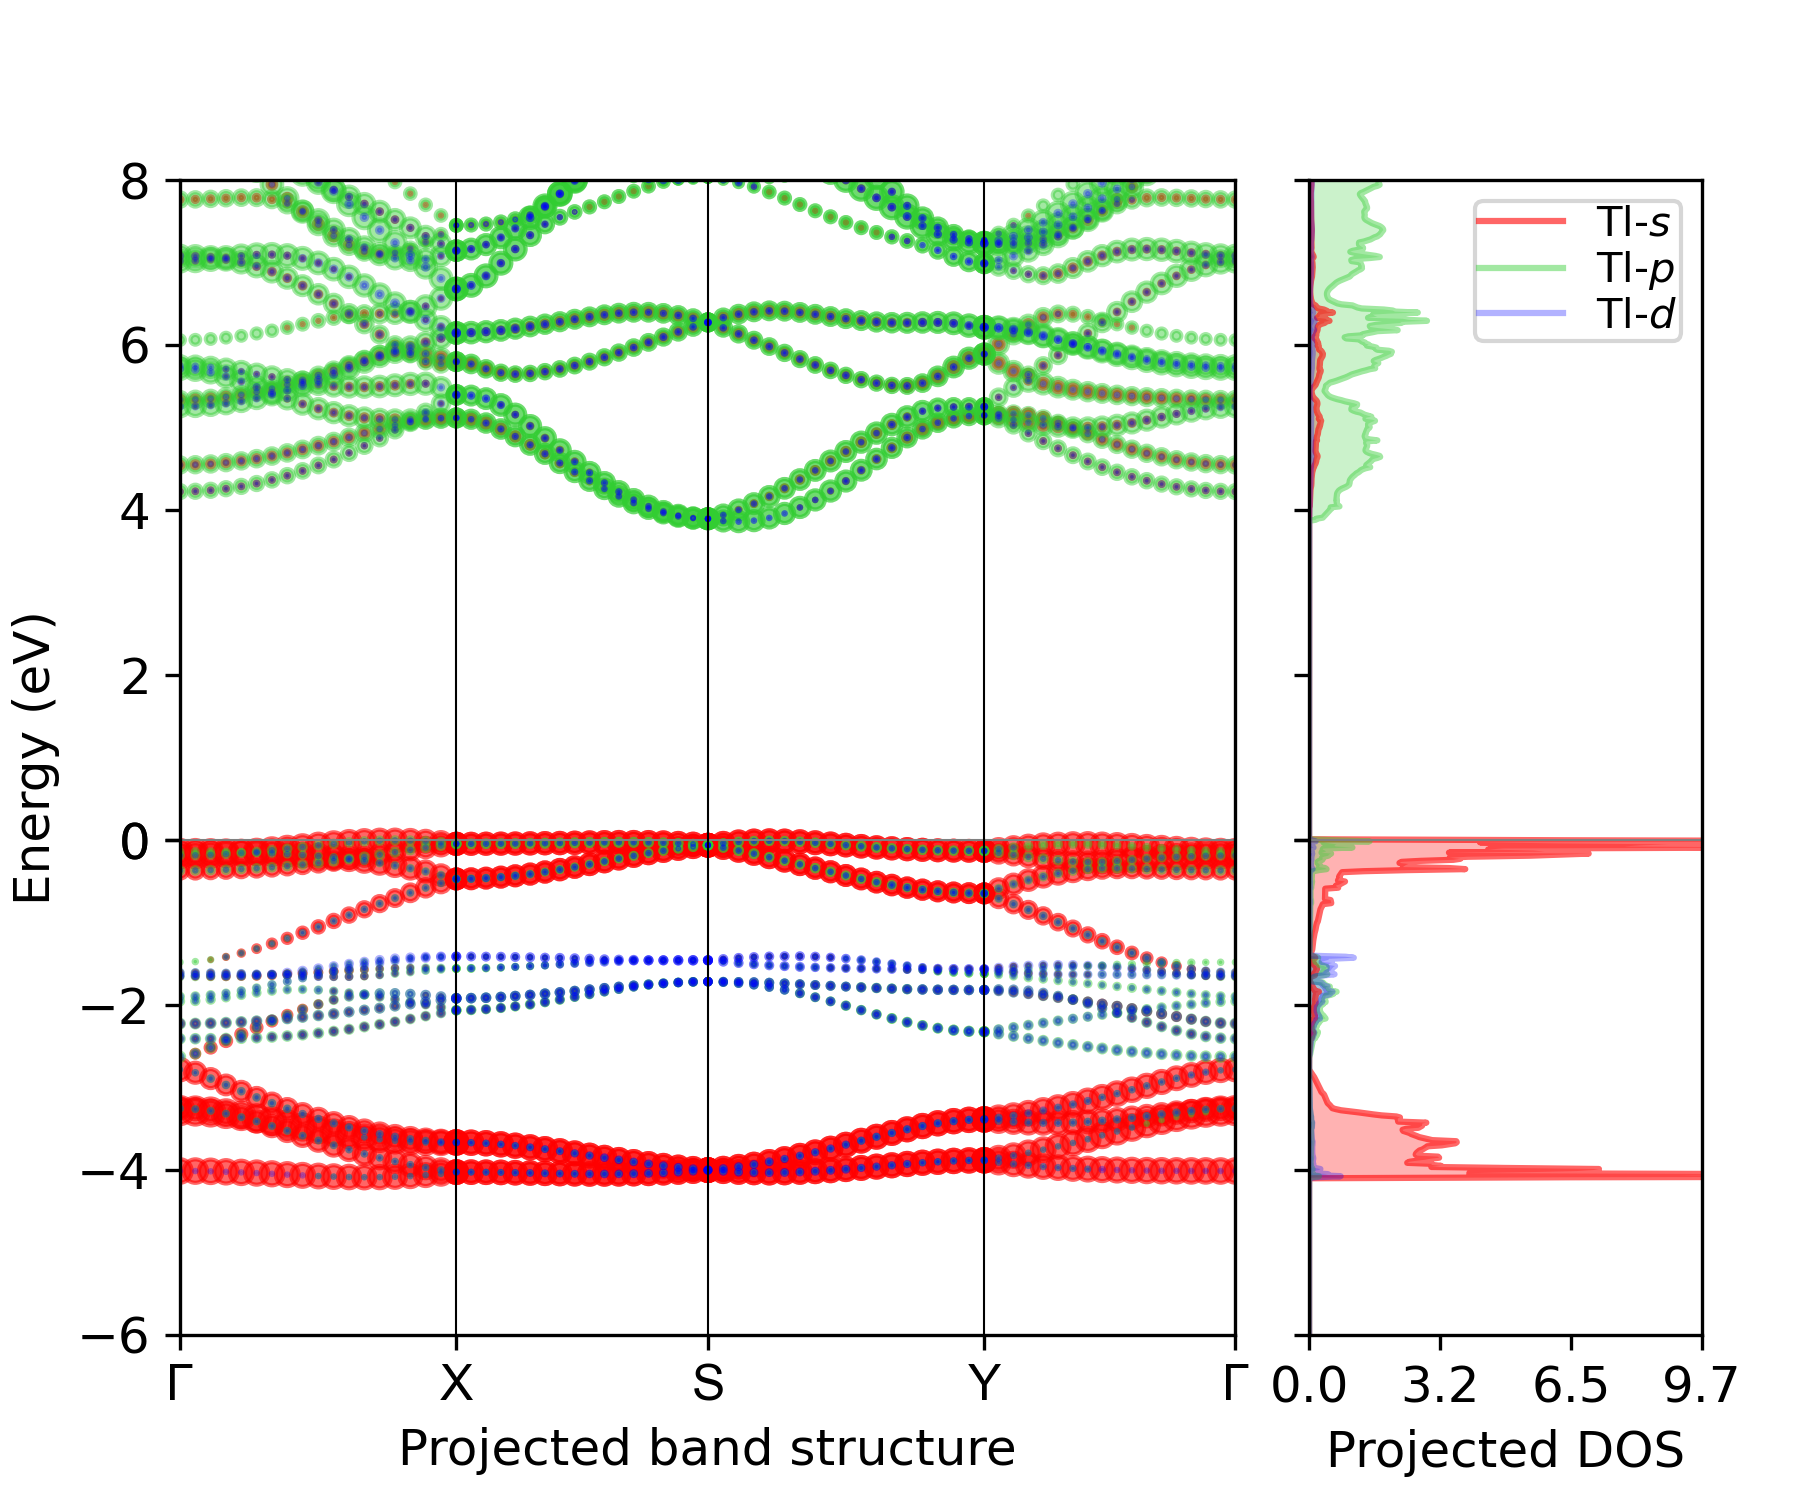 Energy (eV)
8
6
4
2
0
−2
−4
−6
Γ X S Y Γ
Projected band structure
Tl-s
Tl-p
Tl-d
0.0 3.2 6.5 9.7
Projected DOS